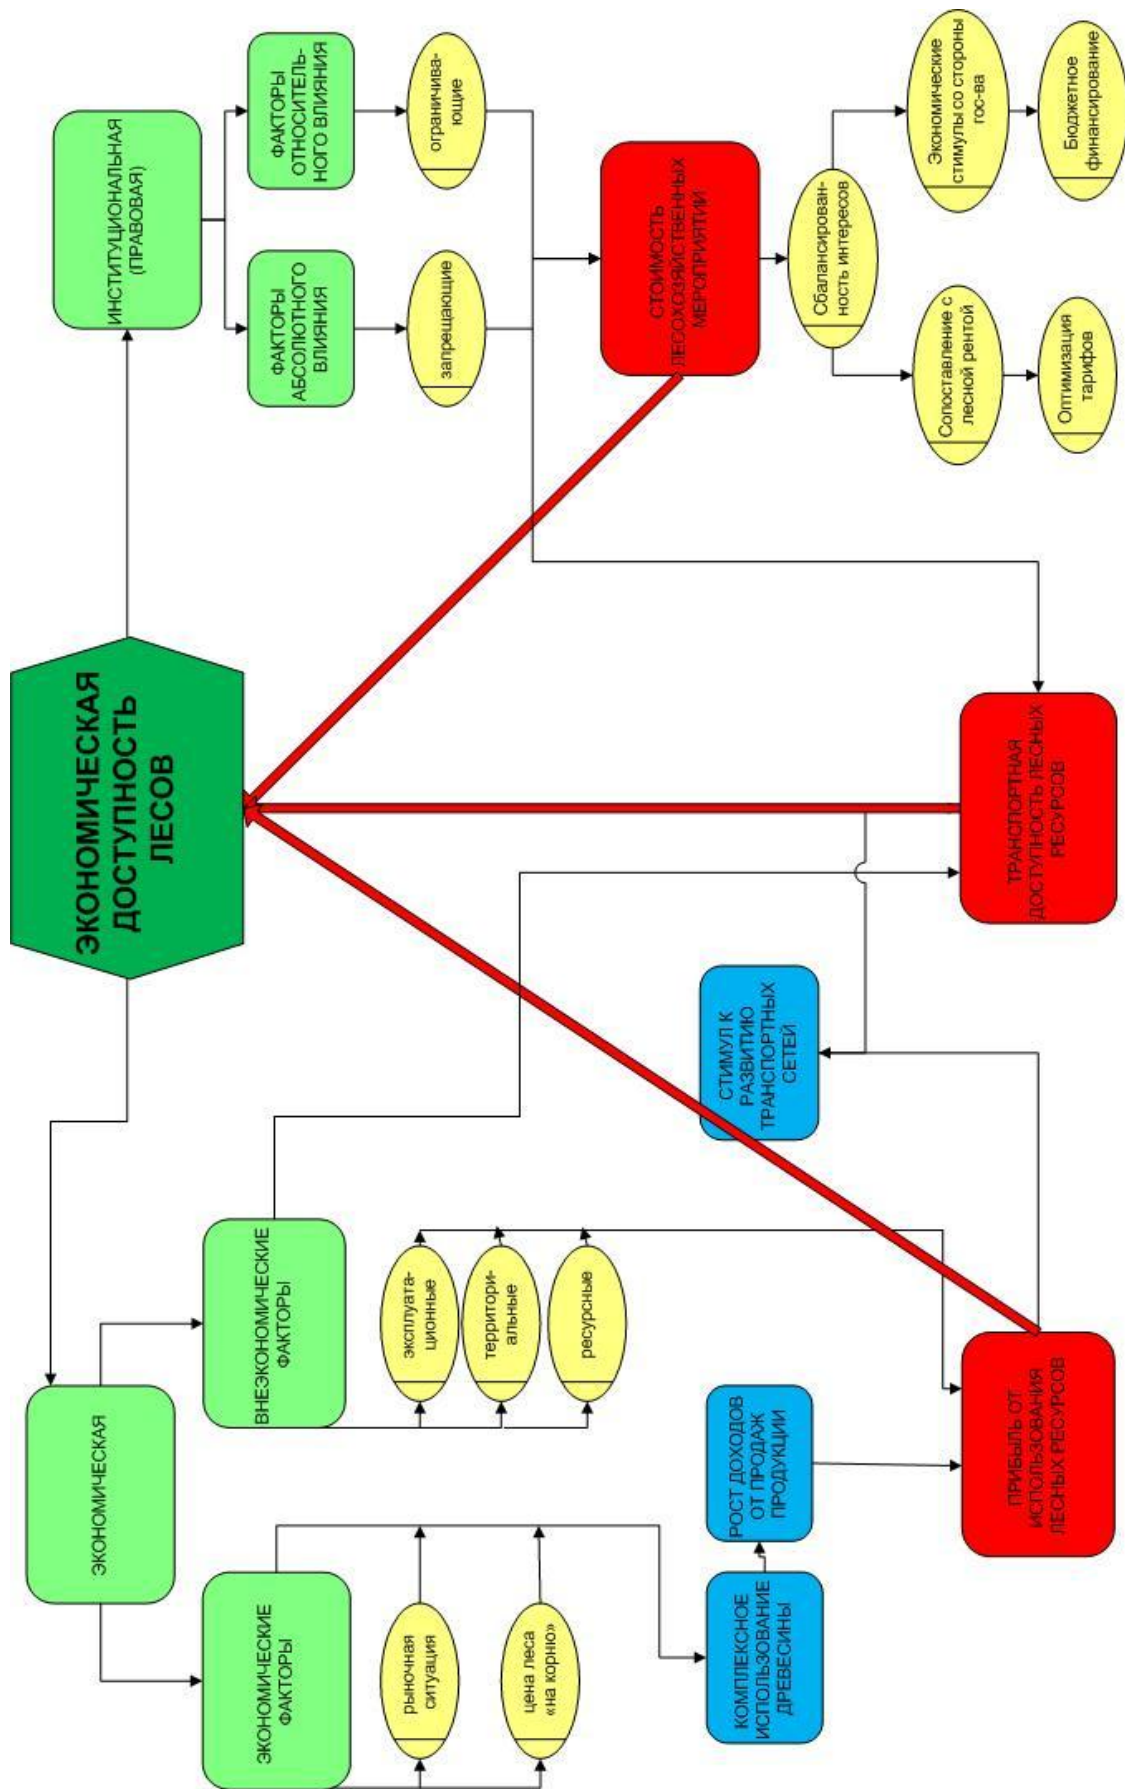 ЭКОНОМИЧЕСКАЯ
ДОСТУПНОСТЬ
ЛЕСОВ
ЭКОНОМИЧЕСКАЯ
ИНСТИТУЦИОНАЛЬНАЯ
(ПРАВОВАЯ)
ЭКОНОМИЧЕСКИЕ
ФАКТОРЫ
ВНЕЭКОНОМИЧЕСКИЕ
ФАКТОРЫ
ФАКТОРЫ
АБСОЛЮТНОГО
ВЛИЯНИЯ
ФАКТОРЫ
ОТНОСИТЕЛЬ-
НОГО ВЛИЯНИЯ
рыночная
ситуация
эксплуата-
ционные
запрещающие
ограничива-
ющие
территори-
альные
цена леса
«на корню»
ресурсные
СТОИМОСТЬ
ЛЕСОХОЗЯЙСТВЕННЫХ
МЕРОПРИЯТИЙ
КОМПЛЕКСНОЕ
ИСПОЛЬЗОВАНИЕ
ДРЕВЕСИНЫ
РОСТ ДОХОДОВ
ОТ ПРОДАЖ
ПРОДУКЦИИ
СТИМУЛ К
РАЗВИТИЮ
ТРАНСПОРТНЫХ
СЕТЕЙ
Сбалансирован-
ность интересов
Сопоставление с
лесной рентой
Экономические
стимулы со стороны
гос-ва
ПРИБЫЛЬ ОТ
ИСПОЛЬЗОВАНИЯ
ЛЕСНЫХ РЕСУРСОВ
ТРАНСПОРТНАЯ
ДОСТУПНОСТЬ ЛЕСНЫХ
РЕСУРСОВ
Оптимизация
тарифов
Бюджетное
финансирование